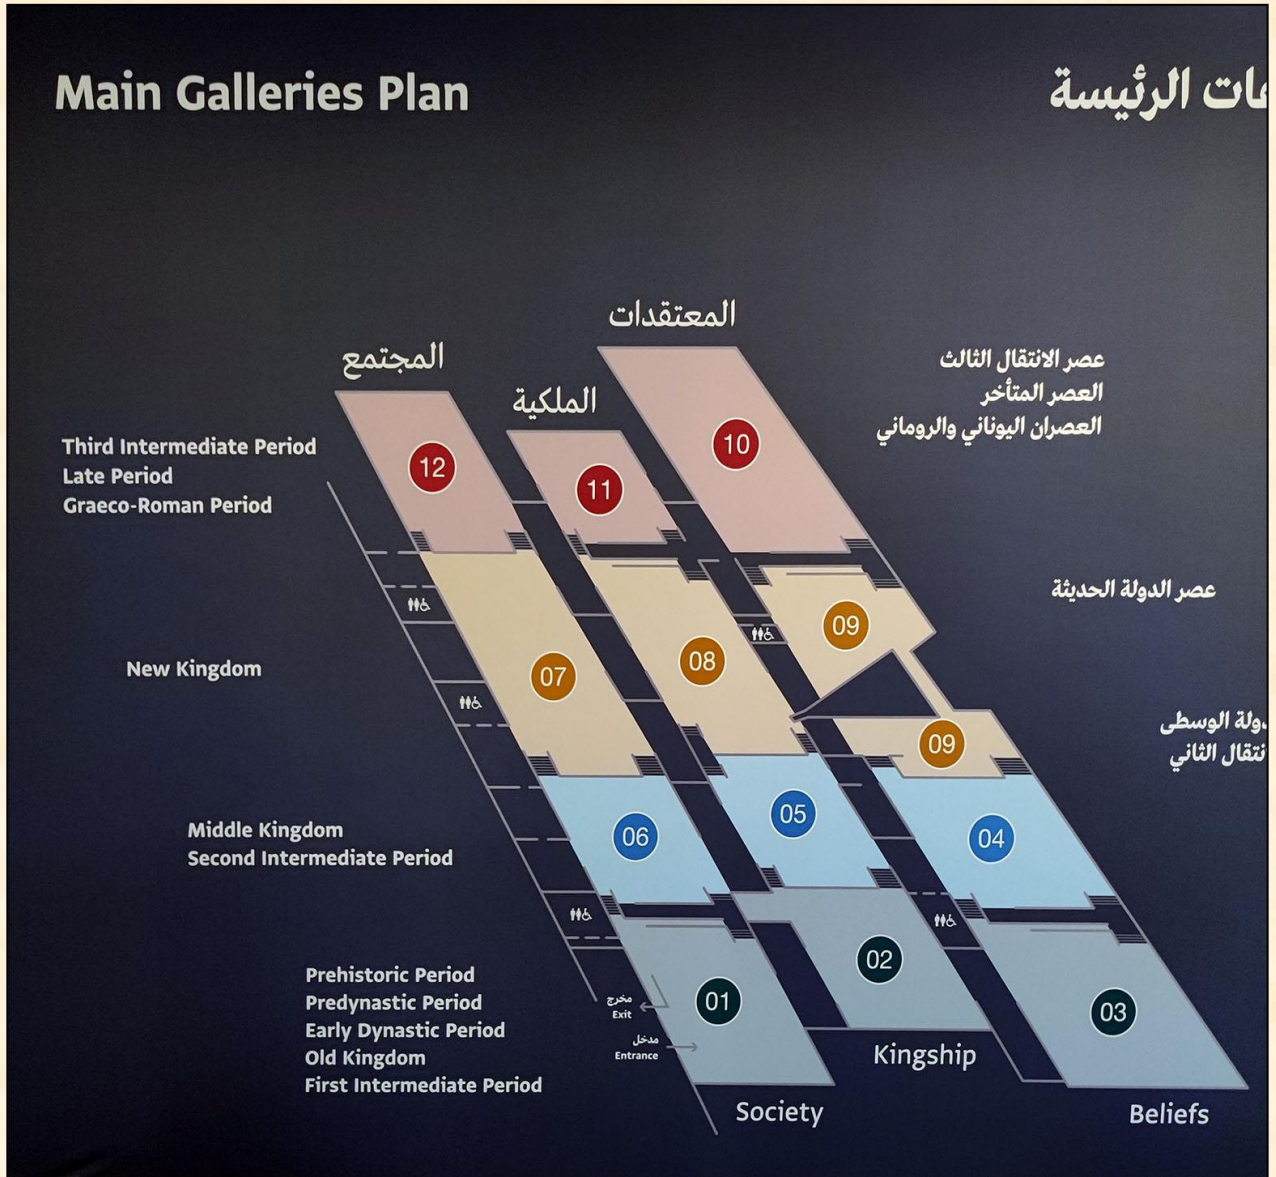 Main Galleries Plan
الرئيسة
المعتقدات
المجتمع
الملكية
Third Intermediate Period
Late Period
Graeco-Roman Period
عصر الانتقال الثالث
العصر المتأخر
العصران اليوناني والروماني
12
11
10
عصر الدولة الحديثة
New Kingdom
07
08
09
09
الوسطى
الثاني
Middle Kingdom
Second Intermediate Period
06
05
04
Prehistoric Period
Predynastic Period
Early Dynastic Period
Old Kingdom
First Intermediate Period
مخرج
Exit
مدخل
Entrance
01
02
03
Society
Kingship
Beliefs